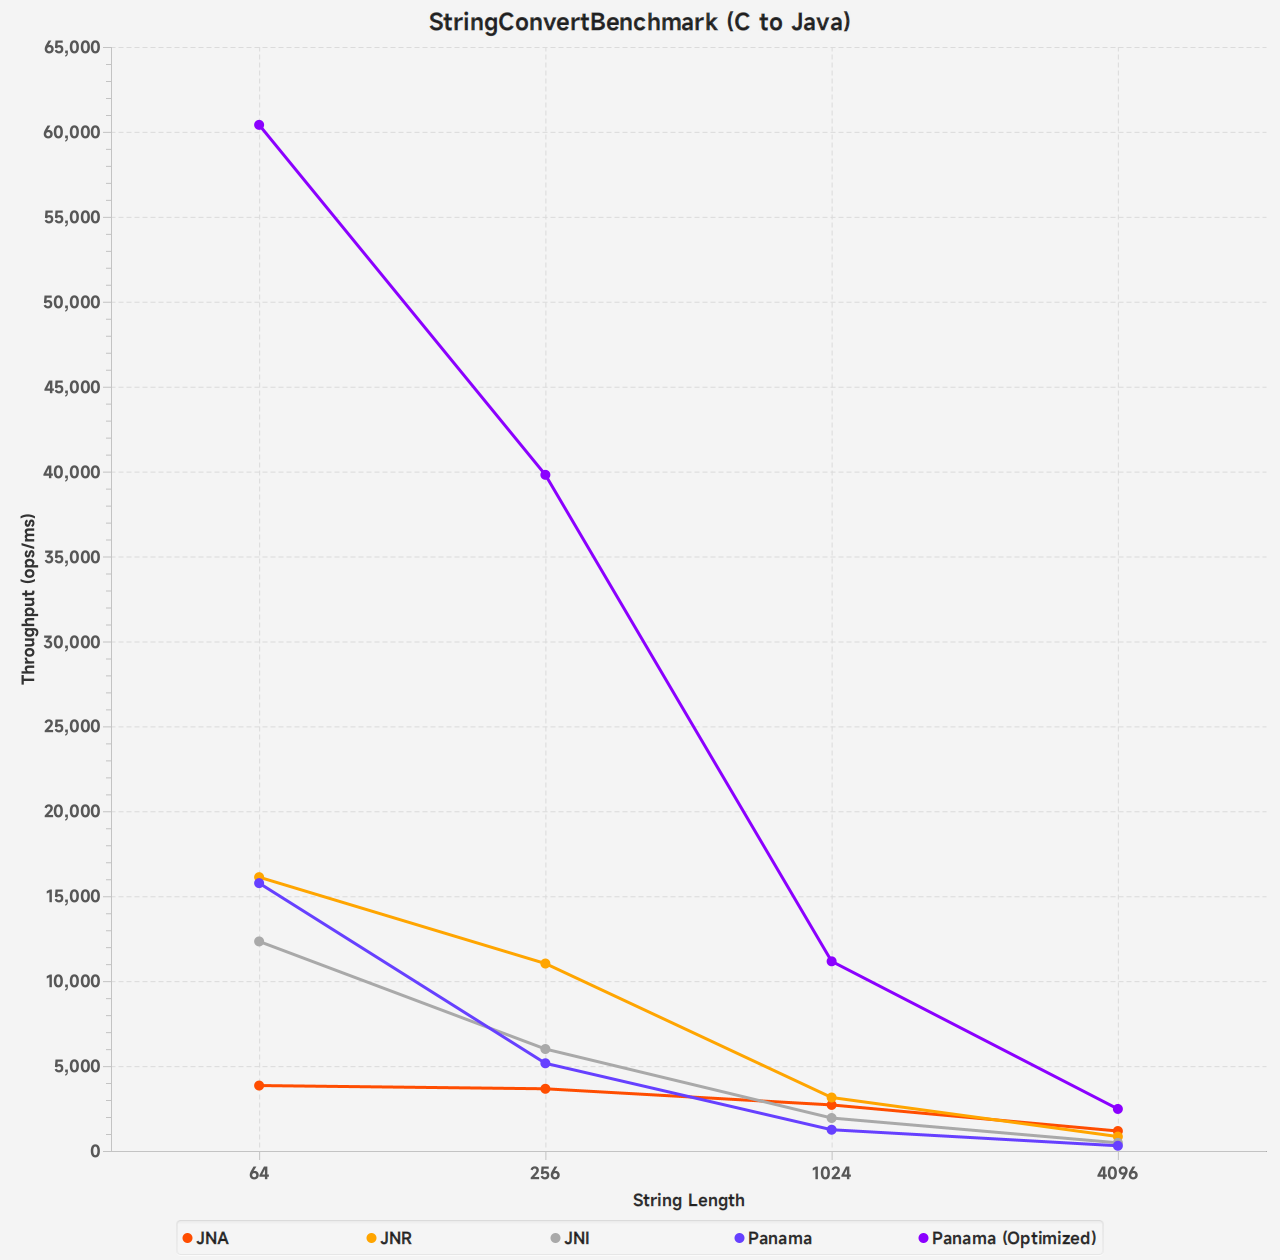 StringConvertBenchmark (C to Java)
65,000
60,000
55,000
50,000
45,000
40,000
35,000
30,000
25,000
20,000
15,000
10,000
5,000
0
Throughput (ops/ms)
64 256 1024 4096
String Length
JNA JNR JNI Panama Panama (Optimized)